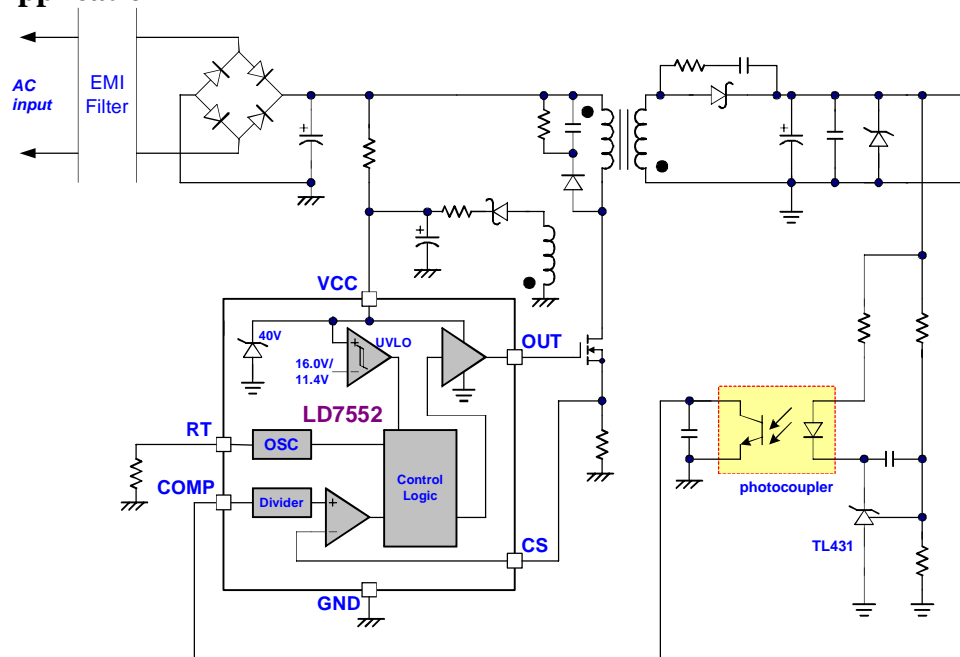 AC
input
EMI
Filter
VCC
40V
UVLO
16.0V/
11.4V
OUT
LD7552
RT
OSC
COMP
Divider
Control
Logic
CS
GND
photocoupler
TL431
+
+
+
+
-
+
-